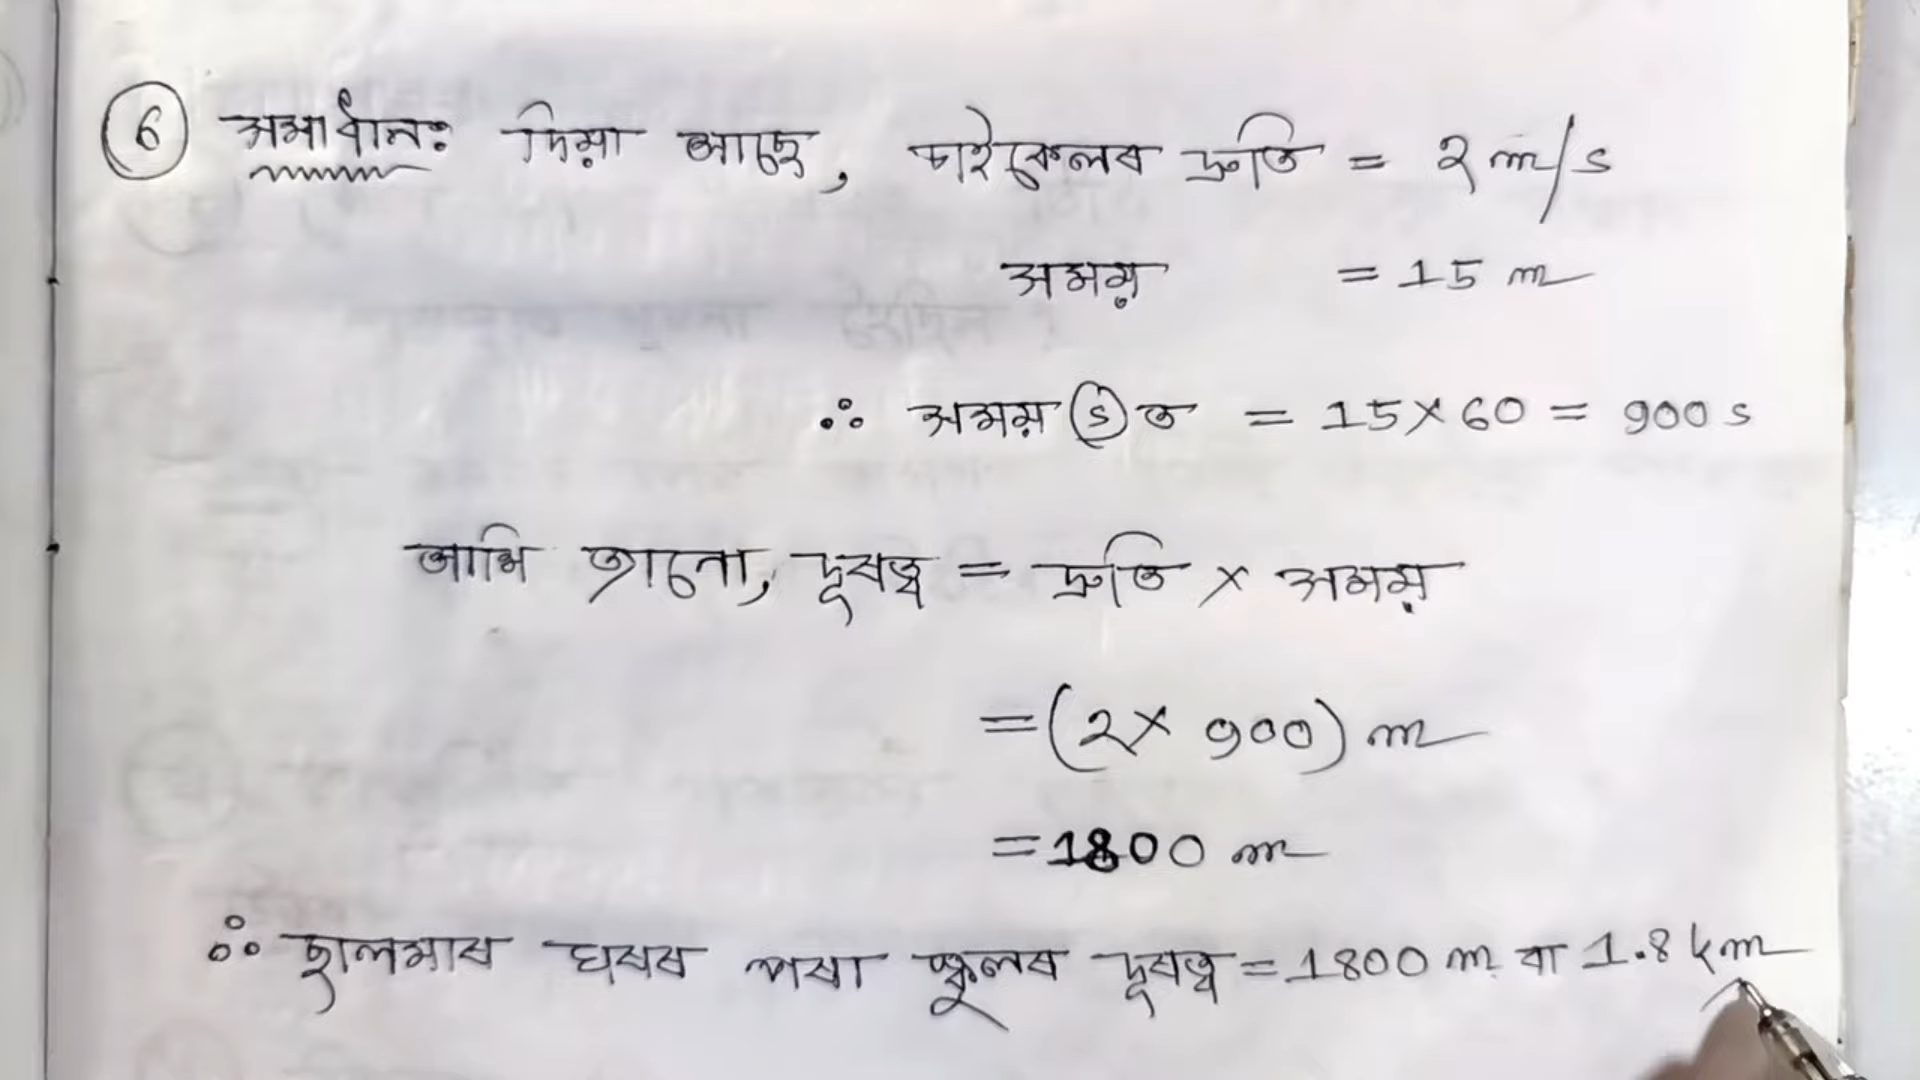 6 সমাধান: দিয়া আছে, চাইকেলৰ দ্ৰুতি = 2 m/s
সময় = 15 m
∴ সময় s ত = 15 × 60 = 900 s
আমি জানো, দূৰত্ব = দ্ৰুতি × সময়
= (2 × 900) m
= 1800 m
∴ ছালমাৰ ঘৰৰ পৰা স্কুলৰ দূৰত্ব = 1800 m বা 1.8 km